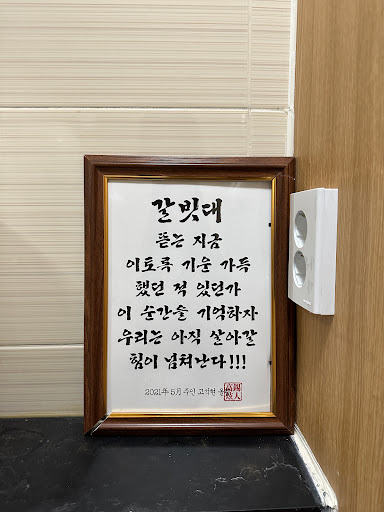 갈빗대
뜯는 지금
이토록 기운 가득
했던 적 있던가
이 순간을 기억하자
우리는 아직 살아갈
힘이 넘쳐난다!!!
2021年 5月 주인 고석현